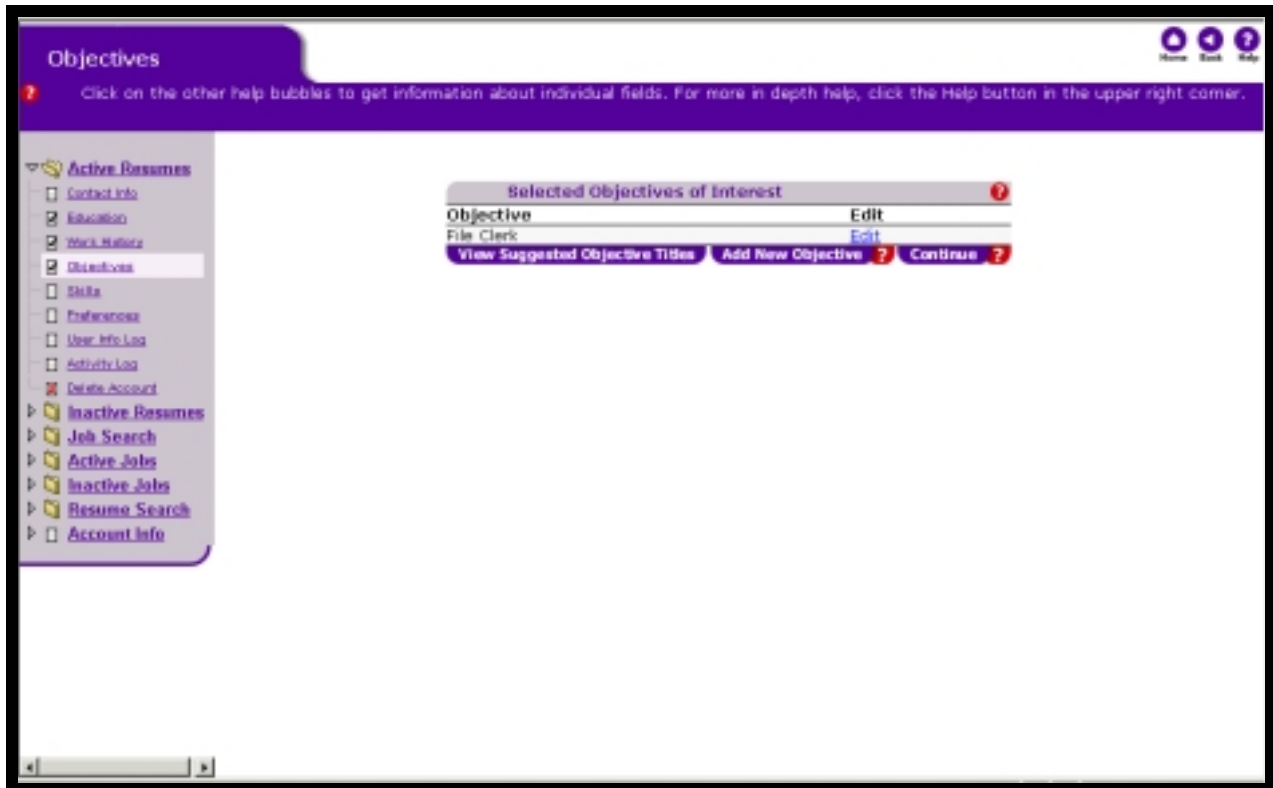 Objectives
Home Back Help
? Click on the other help bubbles to get information about individual fields. For more in depth help, click the Help button in the upper right corner.
Active Resumes
Contact Info
Education
Work History
Objectives
Skills
Preferences
User Info Log
Activity Log
Delete Account
Inactive Resumes
Job Search
Active Jobs
Inactive Jobs
Resume Search
Account Info
Selected Objectives of Interest ?
Objective Edit
File Clerk Edit
View Suggested Objective Titles Add New Objective ? Continue ?